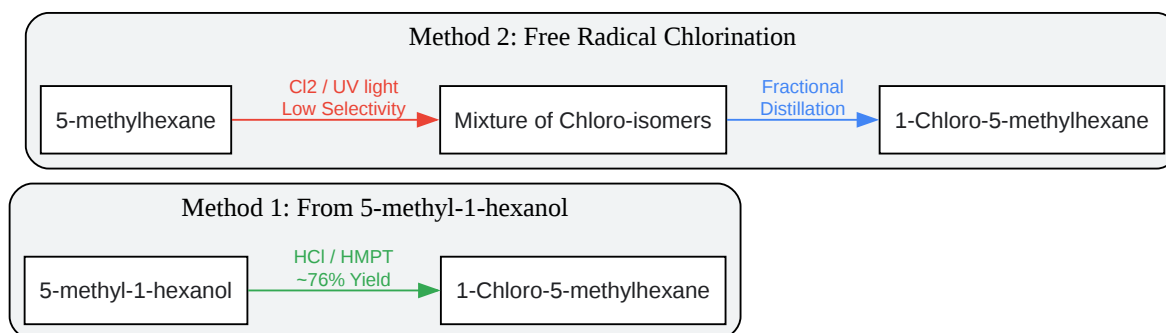 Method 2: Free Radical Chlorination
5-methylhexane
Cl2 / UV light
Low Selectivity
Mixture of Chloro-isomers
Fractional
Distillation
1-Chloro-5-methylhexane
Method 1: From 5-methyl-1-hexanol
5-methyl-1-hexanol
HCl / HMPT
~76% Yield
1-Chloro-5-methylhexane